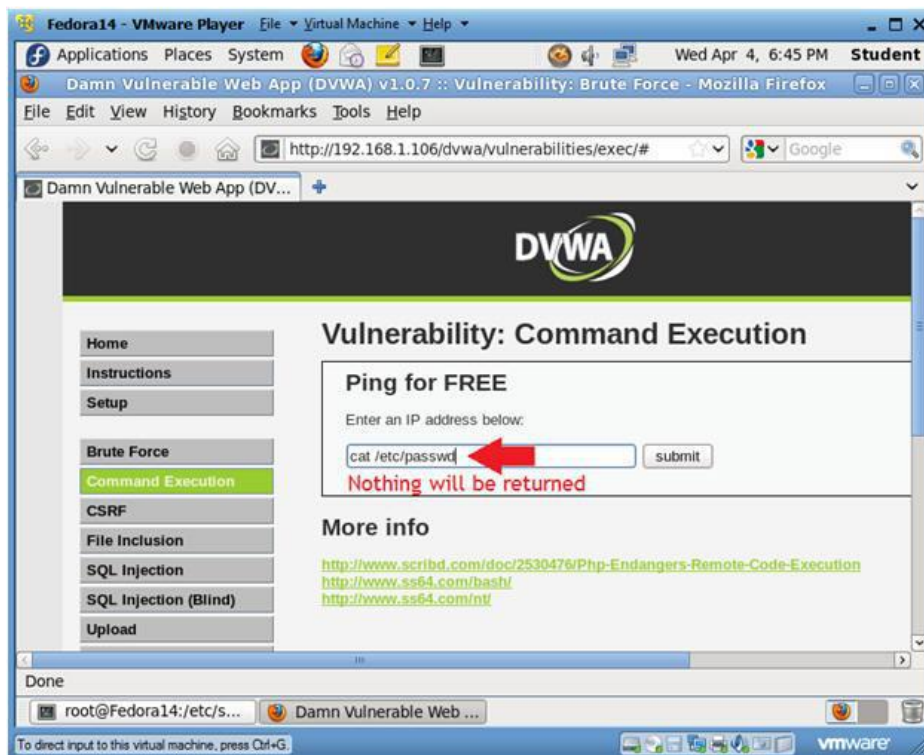 Fedora14 - VMware Player File Virtual Machine Help
Applications Places System Wed Apr 4, 6:45 PM Student
Damn Vulnerable Web App (DVWA) v1.0.7 :: Vulnerability: Brute Force - Mozilla Firefox
File Edit View History Bookmarks Tools Help
http://192.168.1.106/dvwa/vulnerabilities/exec/# Google
Damn Vulnerable Web App (DV...
DVWA
Home
Instructions
Setup
Brute Force
Command Execution
CSRF
File Inclusion
SQL Injection
SQL Injection (Blind)
Upload
Vulnerability: Command Execution
Ping for FREE
Enter an IP address below:
cat /etc/passwd submit
Nothing will be returned
More info
http://www.scribd.com/doc/2530476/Php-Endangers-Remote-Code-Execution
http://www.ss64.com/bash/
http://www.ss64.com/nt/
Done
root@Fedora14:/etc/s... Damn Vulnerable Web ...
To direct input to this virtual machine, press Ctrl+G. vmware